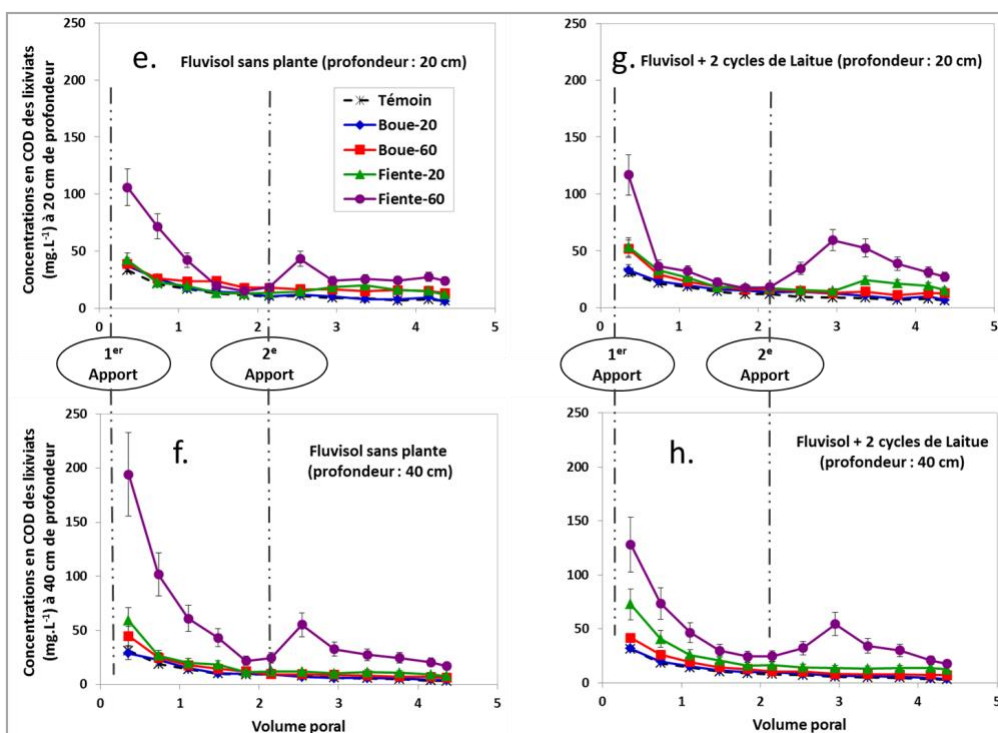 Concentrations en COD des lixiviats
(mg.L⁻¹) à 20 cm de profondeur
250
200
150
100
50
0
e.
Fluvisol sans plante (profondeur : 20 cm)
Témoin
Boue-20
Boue-60
Fiente-20
Fiente-60
0 1 2 3 4 5
250
200
150
100
50
0
g.
Fluvisol + 2 cycles de Laitue (profondeur : 20 cm)
0 1 2 3 4 5
1er
Apport
2e
Apport
1er
Apport
2e
Apport
Concentrations en COD des lixiviats
(mg.L⁻¹) à 40 cm de profondeur
250
200
150
100
50
0
f.
Fluvisol sans plante
(profondeur : 40 cm)
0 1 2 3 4 5
Volume poral
250
200
150
100
50
0
h.
Fluvisol + 2 cycles de Laitue
(profondeur : 40 cm)
0 1 2 3 4 5
Volume poral